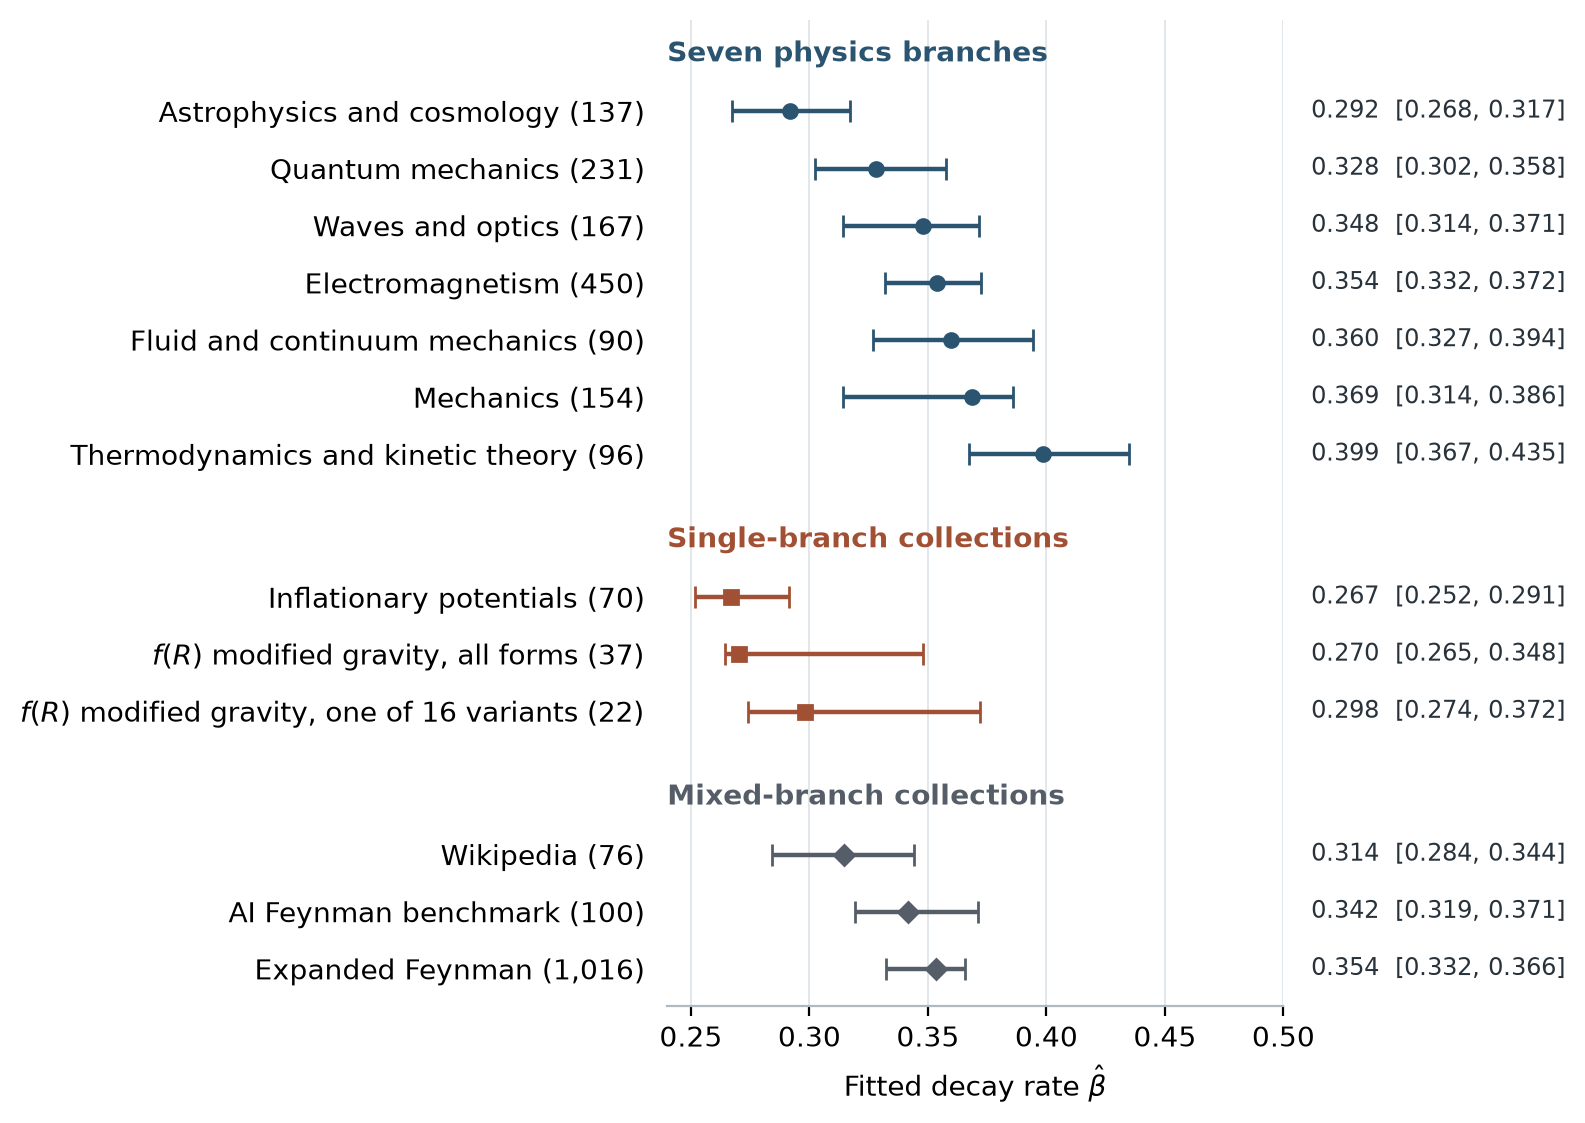 Seven physics branches
Astrophysics and cosmology (137) 0.292 [0.268, 0.317]
Quantum mechanics (231) 0.328 [0.302, 0.358]
Waves and optics (167) 0.348 [0.314, 0.371]
Electromagnetism (450) 0.354 [0.332, 0.372]
Fluid and continuum mechanics (90) 0.360 [0.327, 0.394]
Mechanics (154) 0.369 [0.314, 0.386]
Thermodynamics and kinetic theory (96) 0.399 [0.367, 0.435]
Single-branch collections
Inflationary potentials (70) 0.267 [0.252, 0.291]
f(R) modified gravity, all forms (37) 0.270 [0.265, 0.348]
f(R) modified gravity, one of 16 variants (22) 0.298 [0.274, 0.372]
Mixed-branch collections
Wikipedia (76) 0.314 [0.284, 0.344]
AI Feynman benchmark (100) 0.342 [0.319, 0.371]
Expanded Feynman (1,016) 0.354 [0.332, 0.366]
0.25 0.30 0.35 0.40 0.45 0.50
Fitted decay rate β̂